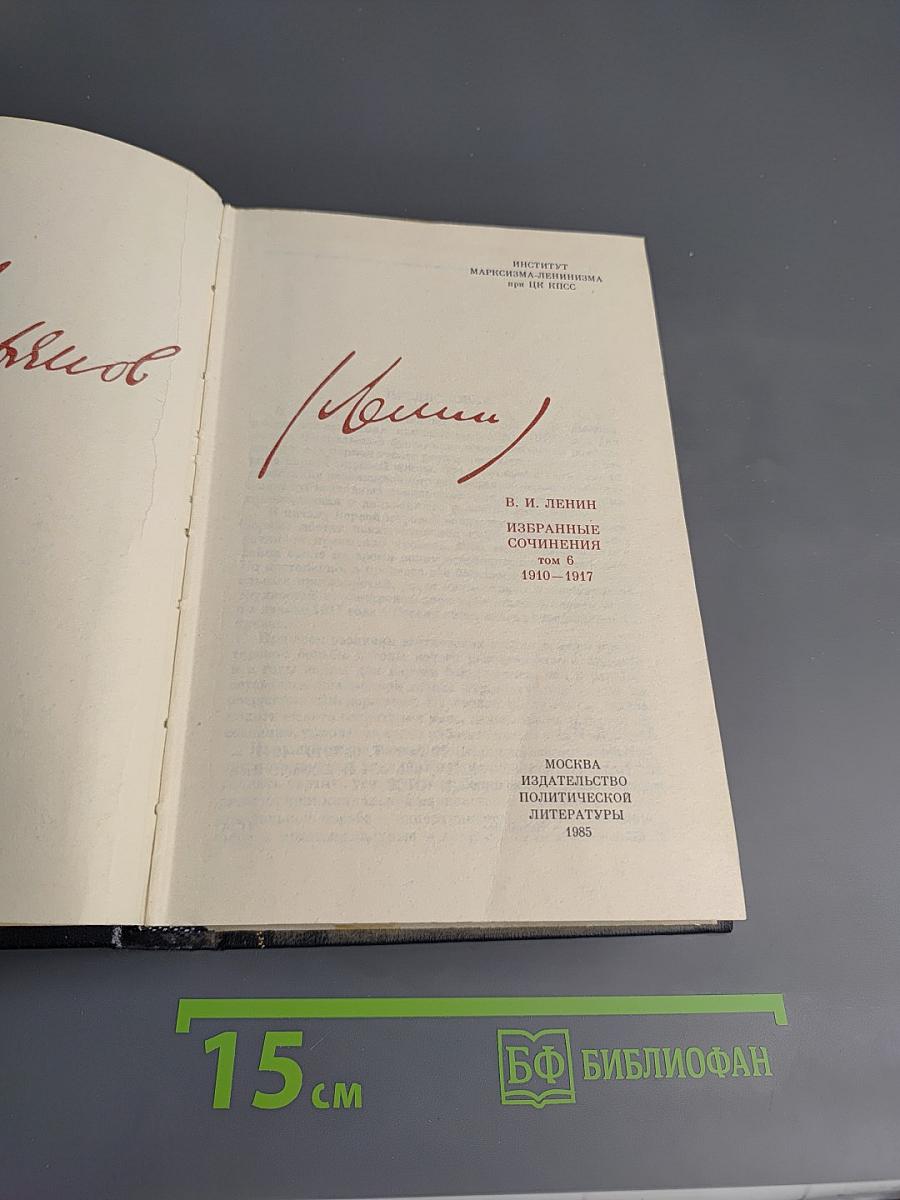 ИНСТИТУТ
МАРКСИЗМА-ЛЕНИНИЗМА
при ЦК КПСС
(Ленин)
В. И. ЛЕНИН
ИЗБРАННЫЕ
СОЧИНЕНИЯ
том 6
1910—1917
МОСКВА
ИЗДАТЕЛЬСТВО
ПОЛИТИЧЕСКОЙ
ЛИТЕРАТУРЫ
1985
15 см
БФ БИБЛИОФАН